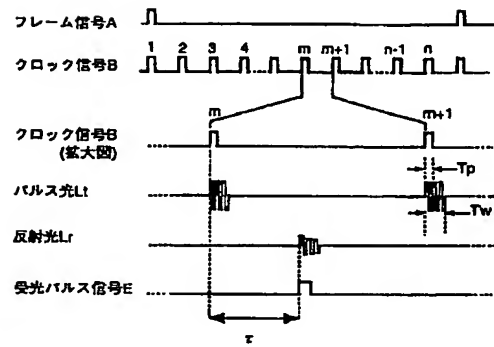 フレーム信号A
1 2 3 4 m m+1 n-1 n
クロック信号B
m m+1
クロック信号B
(拡大図)
Tp
パルス光Lt
Tw
反射光Lr
受光パルス信号E
τ